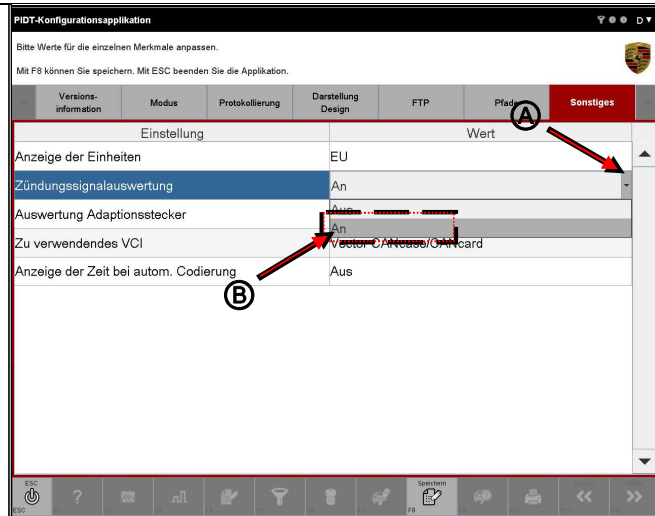 PIDT-Konfigurationsapplikation
D
Bitte Werte für die einzelnen Merkmale anpassen.
Mit F8 können Sie speichern. Mit ESC beenden Sie die Applikation.
Versions-
information
Modus
Protokollierung
Darstellung
Design
FTP
Pfade
Sonstiges
A
Einstellung
Wert
Anzeige der Einheiten
EU
Zündungssignalauswertung
An
Auswertung Adaptionsstecker
Aus
An
Zu verwendendes VCI
Vector CANcase/CANcard
Anzeige der Zeit bei autom. Codierung
Aus
B
ESC
ESC
Speichern
F8